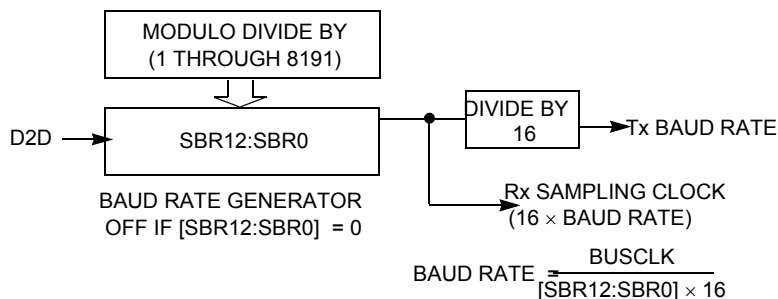 MODULO DIVIDE BY
(1 THROUGH 8191)
D2D
SBR12:SBR0
DIVIDE BY
16
Tx BAUD RATE
BAUD RATE GENERATOR
OFF IF [SBR12:SBR0] = 0
Rx SAMPLING CLOCK
(16 × BAUD RATE)
BUSCLK
BAUD RATE =
[SBR12:SBR0] × 16